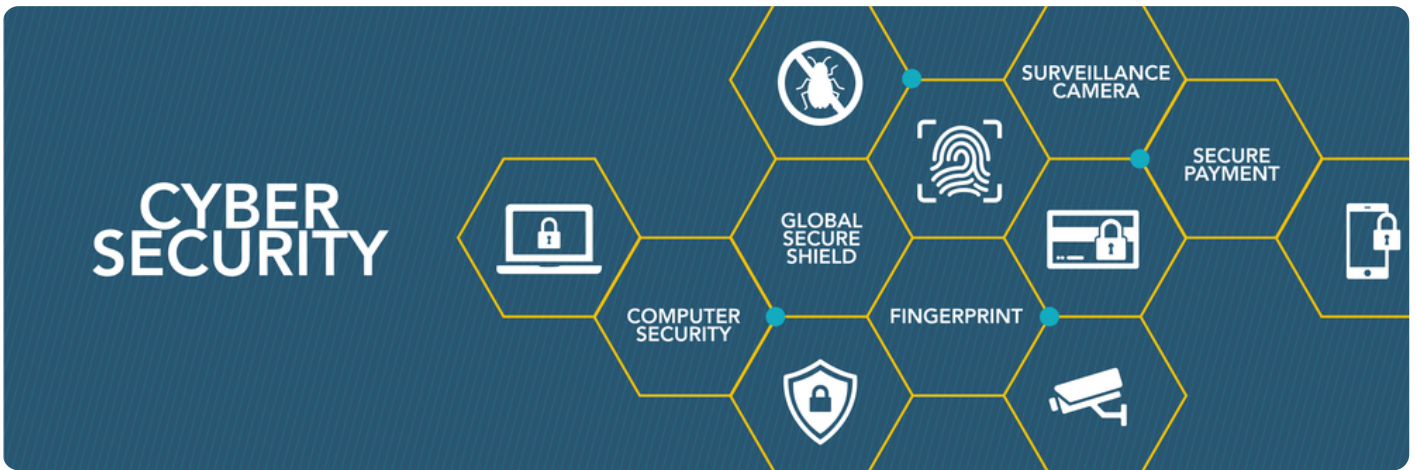 CYBER
SECURITY
SURVEILLANCE
CAMERA
SECURE
PAYMENT
GLOBAL
SECURE
SHIELD
COMPUTER
SECURITY
FINGERPRINT